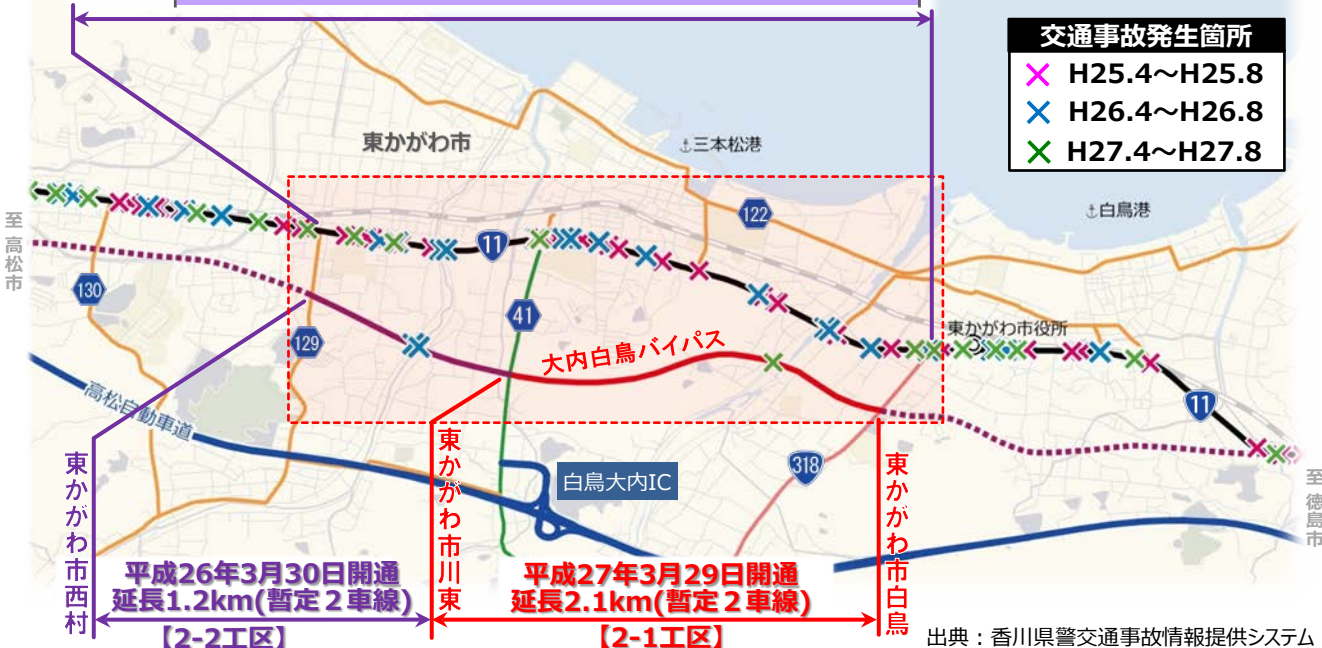 交通事故発生箇所
H25.4～H25.8
H26.4～H26.8
H27.4～H27.8
東かがわ市
三本松港
白鳥港
122
至高松市
11
130
129
41
大内白鳥バイパス
東かがわ市役所
高松自動車道
11
白鳥大内IC
318
至徳島市
東かがわ市西村
東かがわ市川東
東かがわ市白鳥
平成26年3月30日開通
延長1.2km(暫定２車線)
【2-2工区】
平成27年3月29日開通
延長2.1km(暫定２車線)
【2-1工区】
出典：香川県警交通事故情報提供システム